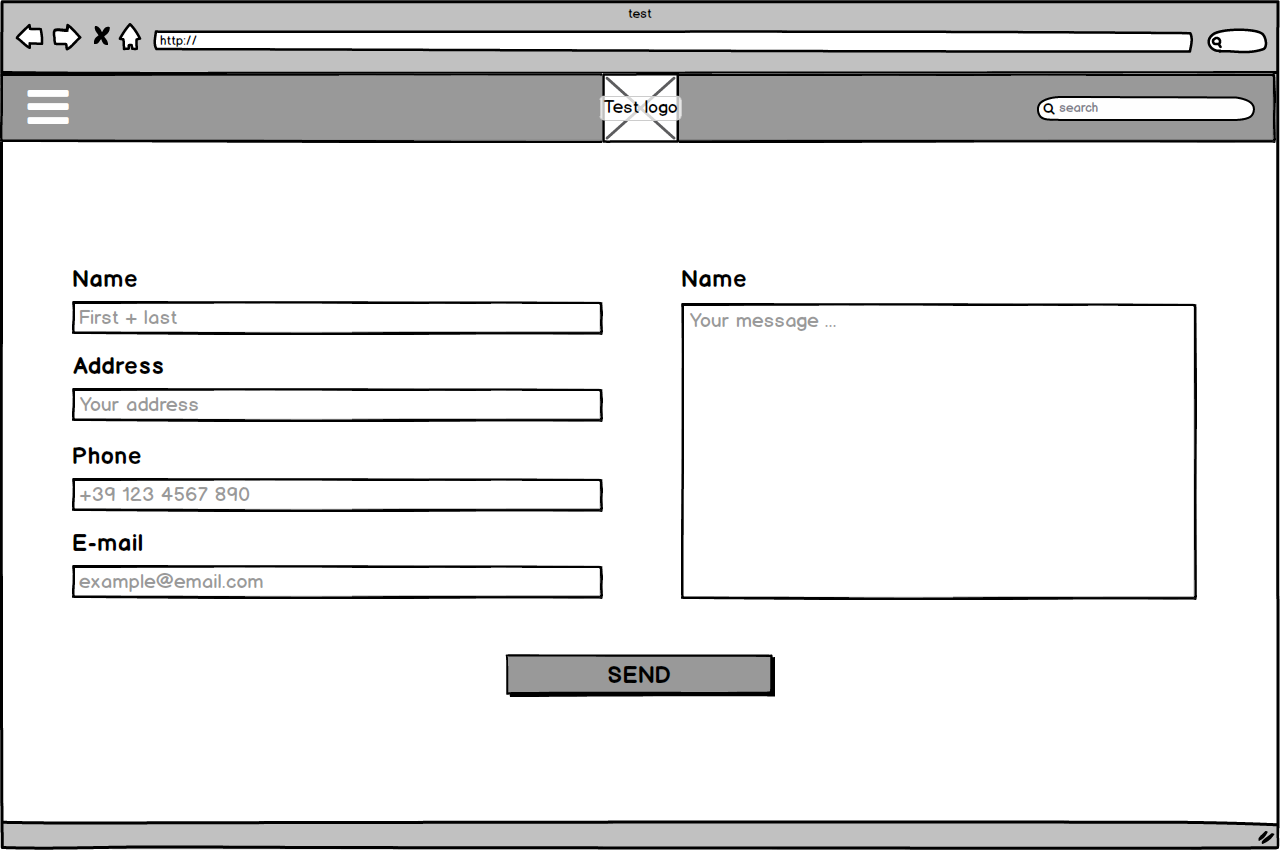 test
http://
Test logo
search
Name
First + last
Address
Your address
Phone
+39 123 4567 890
E-mail
example@email.com
Name
Your message ...
SEND